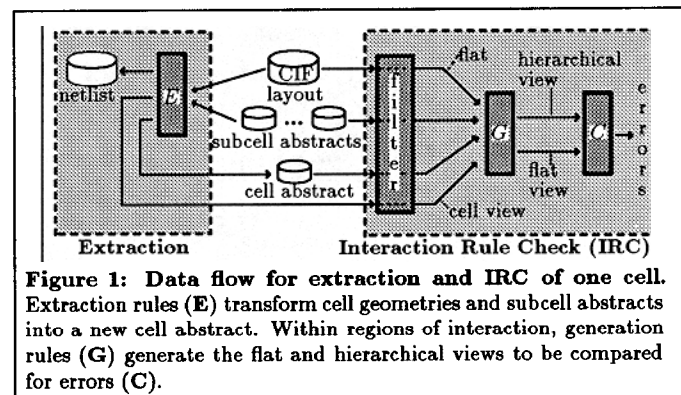 CIF
flat
hierarchical
view
netlist
E
layout
filter
errors
subcell abstracts
G
C
cell abstract
flat
view
cell view
Extraction
Interaction Rule Check (IRC)
Figure 1: Data flow for extraction and IRC of one cell.
Extraction rules (E) transform cell geometries and subcell abstracts
into a new cell abstract. Within regions of interaction, generation
rules (G) generate the flat and hierarchical views to be compared
for errors (C).